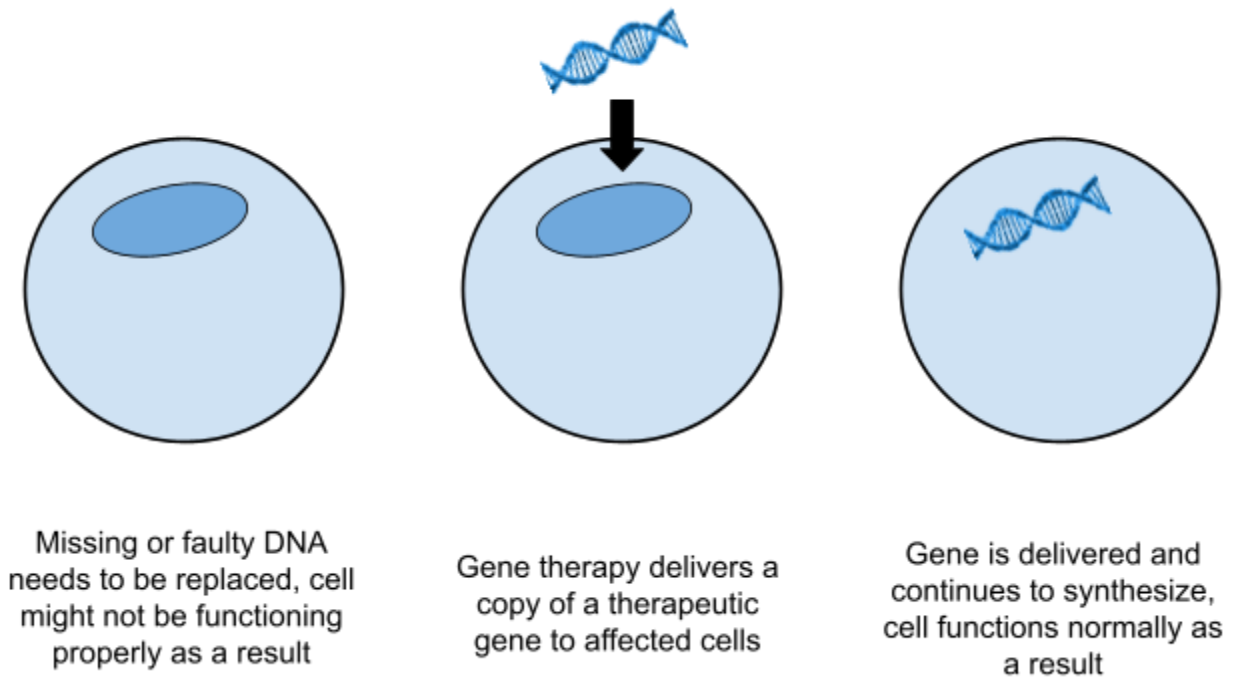 Missing or faulty DNA
needs to be replaced, cell
might not be functioning
properly as a result
Gene therapy delivers a
copy of a therapeutic
gene to affected cells
Gene is delivered and
continues to synthesize,
cell functions normally as
a result